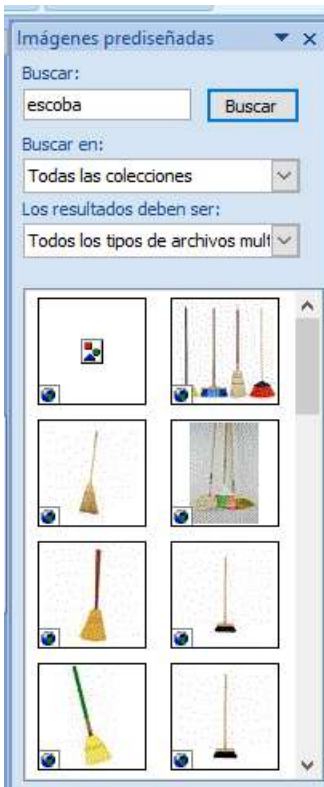 Imágenes prediseñadas
Buscar:
escoba
Buscar
Buscar en:
Todas las colecciones
Los resultados deben ser:
Todos los tipos de archivos mult